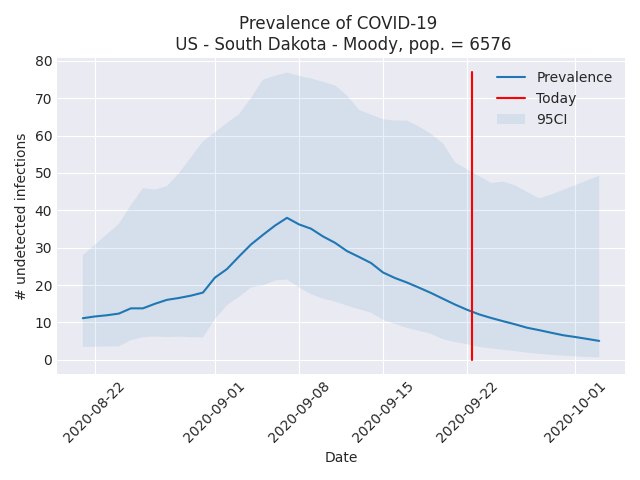 Prevalence of COVID-19
US - South Dakota - Moody, pop. = 6576
80
70
60
50
40
30
20
10
0
# undetected infections
Prevalence
Today
95CI
2020-08-22
2020-09-01
2020-09-08
2020-09-15
2020-09-22
2020-10-01
Date